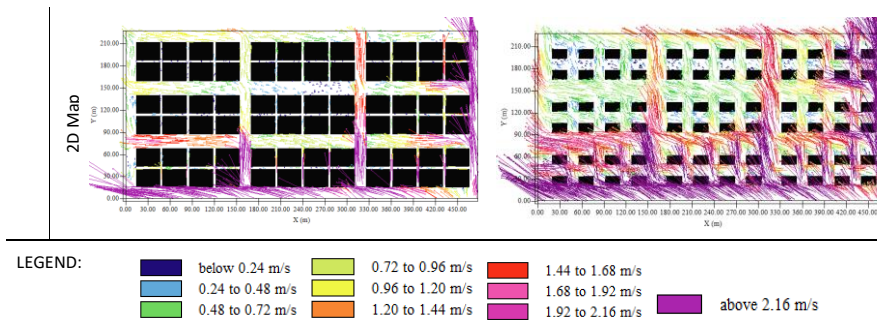 2D Map
Y (m)
210.00
180.00
150.00
120.00
90.00
60.00
30.00
0.00
0.00 30.00 60.00 90.00 120.00 150.00 180.00 210.00 240.00 270.00 300.00 330.00 360.00 390.00 420.00 450.00
X (m)
Y (m)
210.00
180.00
150.00
120.00
90.00
60.00
30.00
0.00
0.00 30.00 60.00 90.00 120.00 150.00 180.00 210.00 240.00 270.00 300.00 330.00 360.00 390.00 420.00 450.00
X (m)
LEGEND:
below 0.24 m/s
0.24 to 0.48 m/s
0.48 to 0.72 m/s
0.72 to 0.96 m/s
0.96 to 1.20 m/s
1.20 to 1.44 m/s
1.44 to 1.68 m/s
1.68 to 1.92 m/s
1.92 to 2.16 m/s
above 2.16 m/s